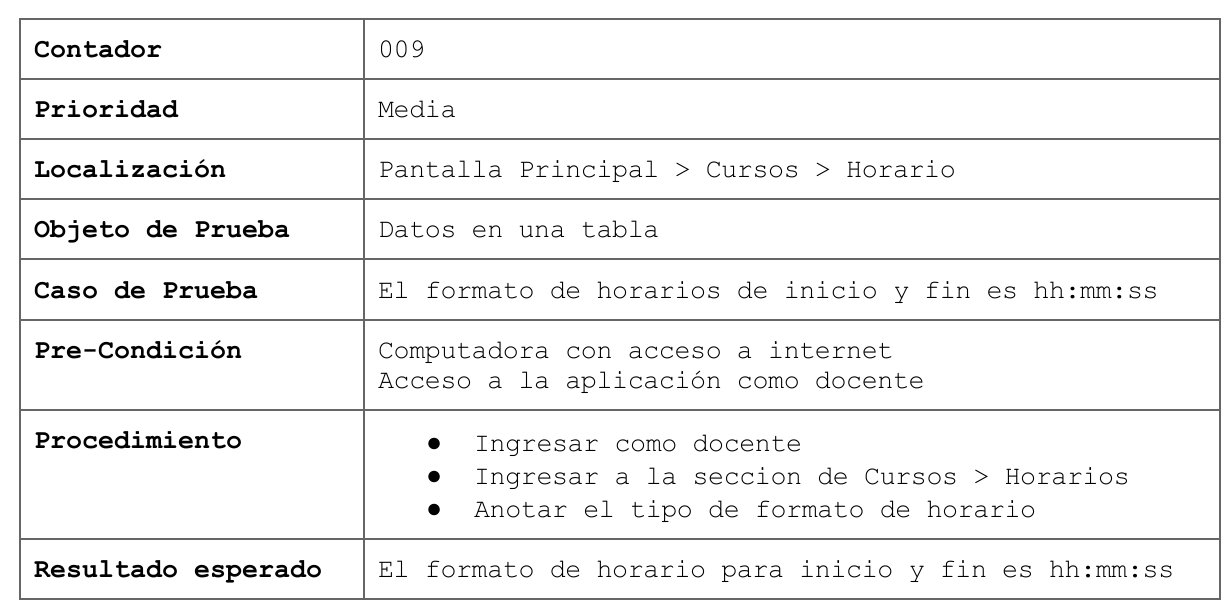 Contador 009
Prioridad Media
Localización Pantalla Principal > Cursos > Horario
Objeto de Prueba Datos en una tabla
Caso de Prueba El formato de horarios de inicio y fin es hh:mm:ss
Pre-Condición Computadora con acceso a internet
Acceso a la aplicación como docente
Procedimiento ● Ingresar como docente
● Ingresar a la seccion de Cursos > Horarios
● Anotar el tipo de formato de horario
Resultado esperado El formato de horario para inicio y fin es hh:mm:ss